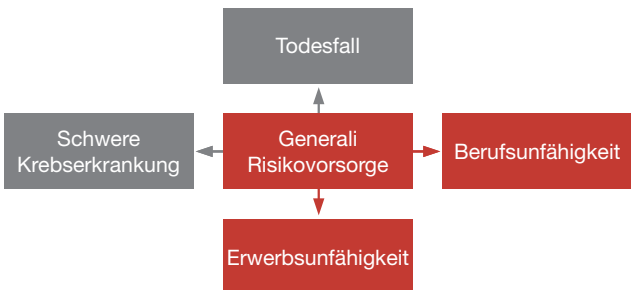 Todesfall
Schwere
Krebserkrankung
Generali
Risikovorsorge
Berufsunfähigkeit
Erwerbsunfähigkeit